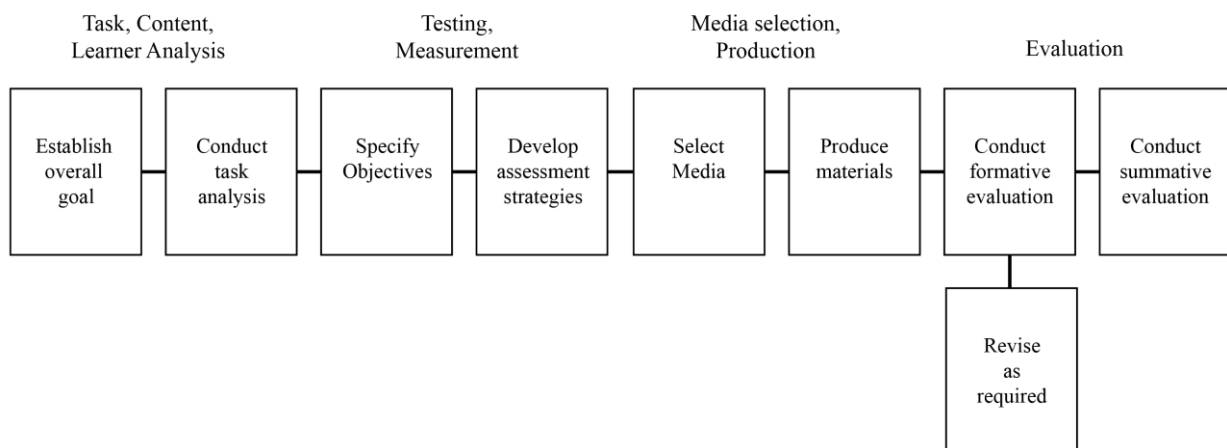 Task, Content,
Learner Analysis
Testing,
Measurement
Media selection,
Production
Evaluation
Establish
overall
goal
Conduct
task
analysis
Specify
Objectives
Develop
assessment
strategies
Select
Media
Produce
materials
Conduct
formative
evaluation
Conduct
summative
evaluation
Revise
as
required